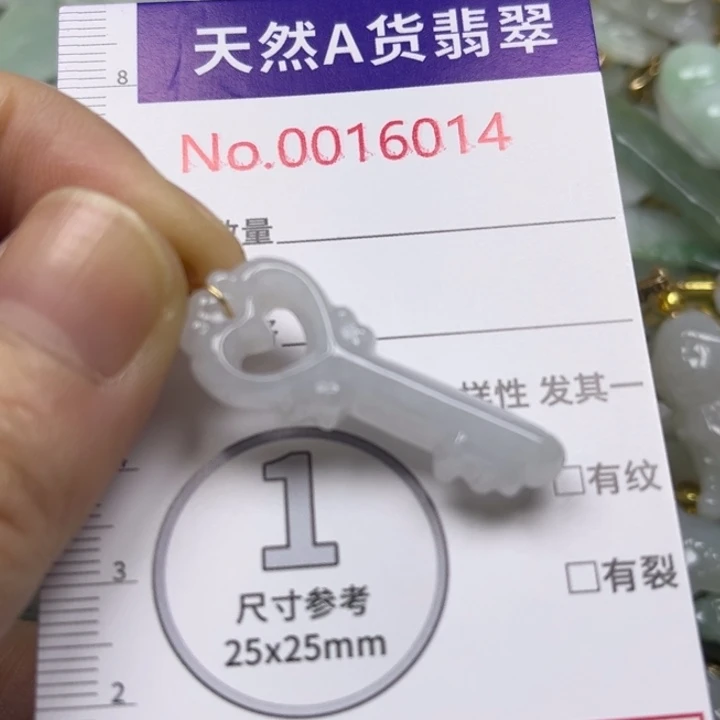 天然A货翡翠
8
No.0016014
数量
样性 发其一
□有纹
1
尺寸参考
25x25mm
3
□有裂
2